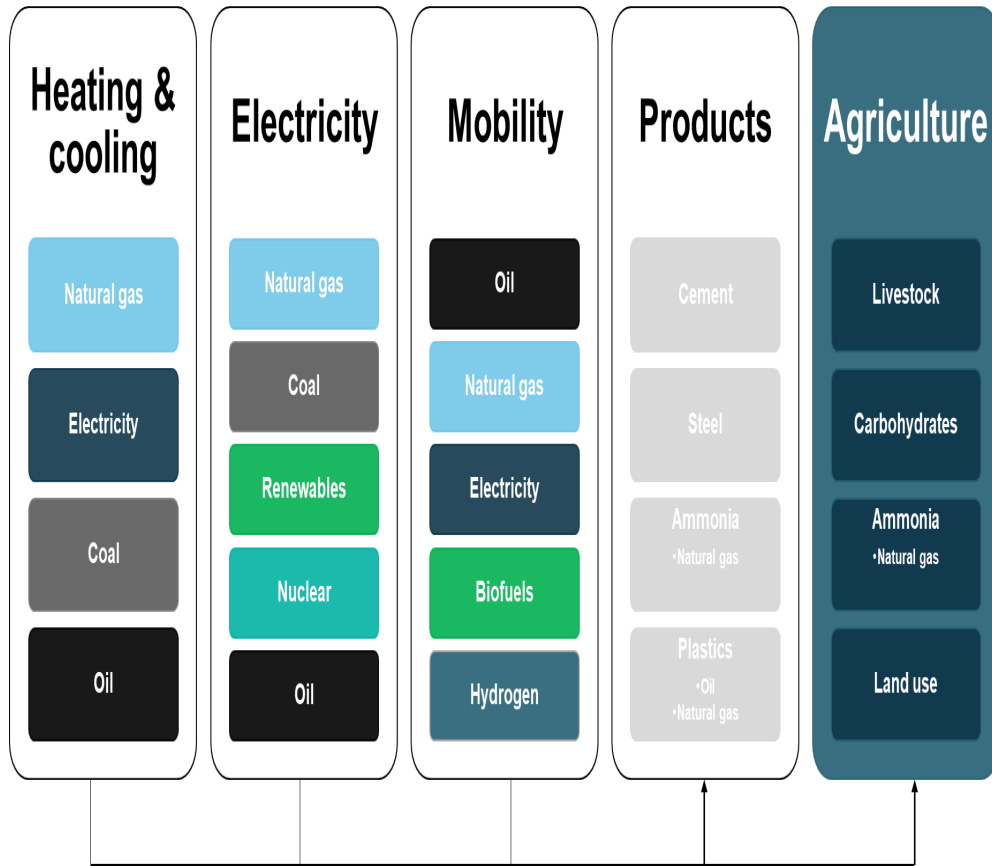 Heating &
cooling
Natural gas
Electricity
Coal
Oil
Electricity
Natural gas
Coal
Renewables
Nuclear
Oil
Mobility
Oil
Natural gas
Electricity
Biofuels
Hydrogen
Products
Cement
Steel
Ammonia
•Natural gas
Plastics
•Oil
•Natural gas
Agriculture
Livestock
Carbohydrates
Ammonia
•Natural gas
Land use